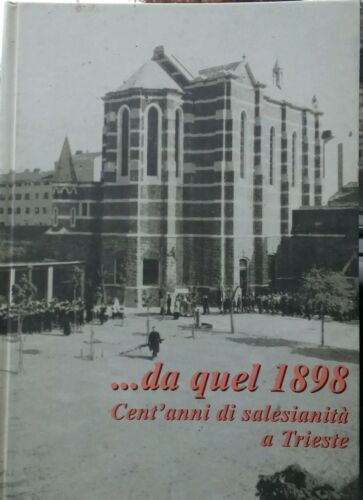 ...da quel 1898
Cent'anni di salesianità
a Trieste